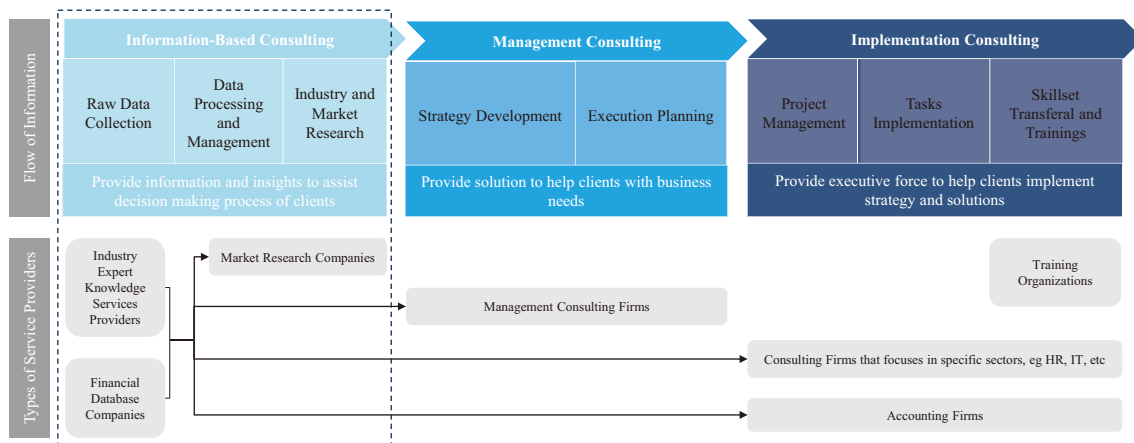 Flow of Information
Information-Based Consulting
Management Consulting
Implementation Consulting
Raw Data
Collection
Data
Processing
and
Management
Industry and
Market
Research
Strategy Development
Execution Planning
Project
Management
Tasks
Implementation
Skillset
Transferal and
Trainings
Provide information and insights to assist
decision making process of clients
Provide solution to help clients with business
needs
Provide executive force to help clients implement
strategy and solutions
Types of Service Providers
Industry
Expert
Knowledge
Services
Providers
Market Research Companies
Training
Organizations
Management Consulting Firms
Financial
Database
Companies
Consulting Firms that focuses in specific sectors, eg HR, IT, etc
Accounting Firms